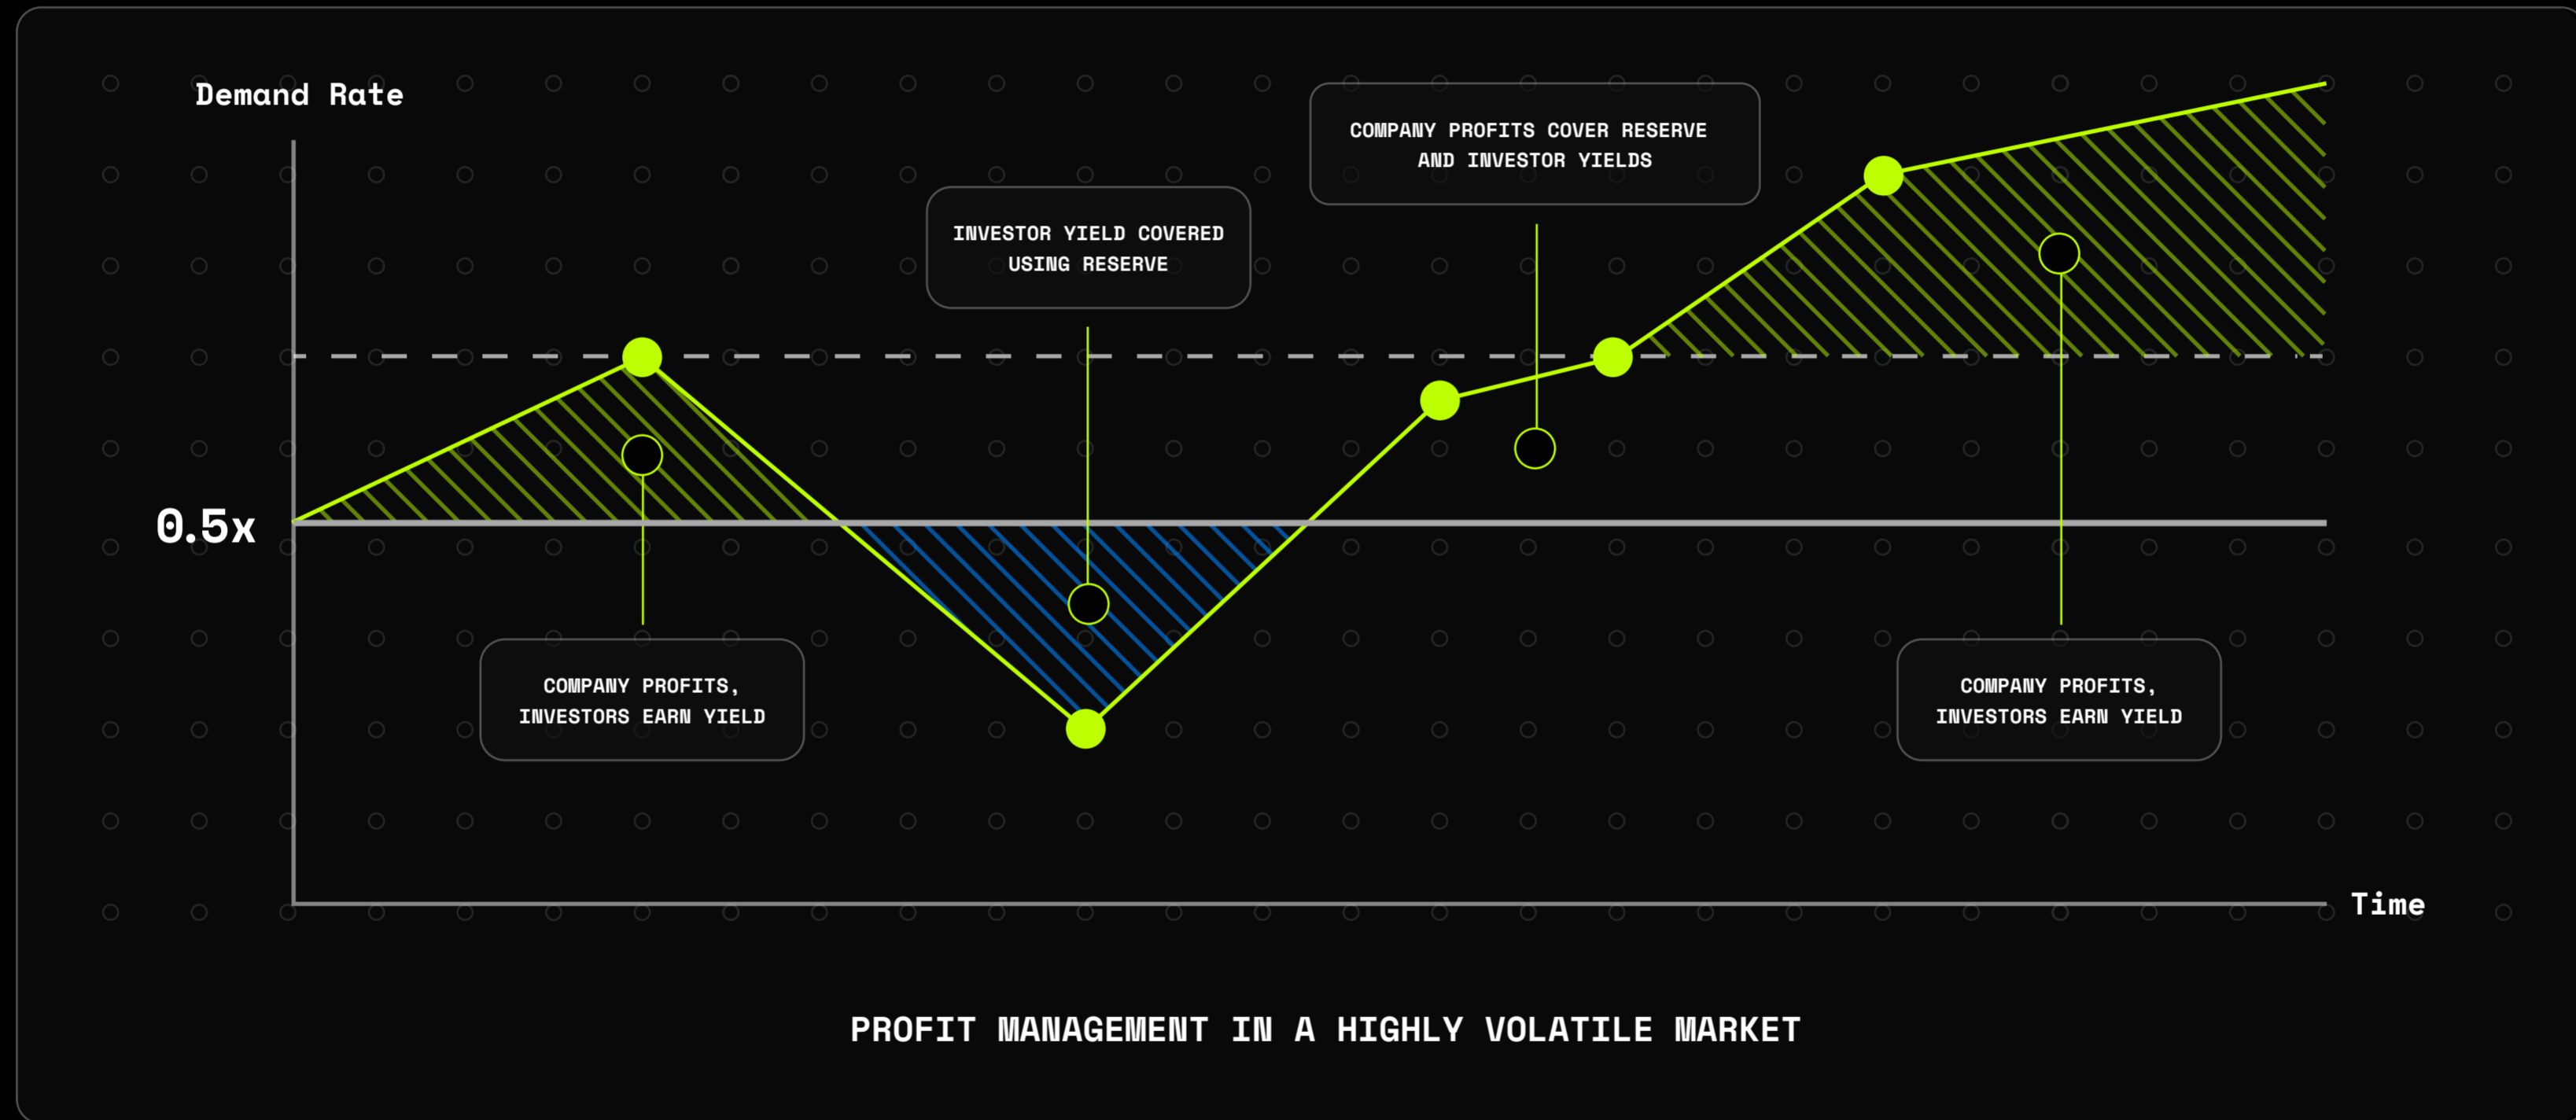 Demand Rate
COMPANY PROFITS COVER RESERVE
AND INVESTOR YIELDS
INVESTOR YIELD COVERED
USING RESERVE
0.5x
COMPANY PROFITS,
INVESTORS EARN YIELD
COMPANY PROFITS,
INVESTORS EARN YIELD
Time
PROFIT MANAGEMENT IN A HIGHLY VOLATILE MARKET